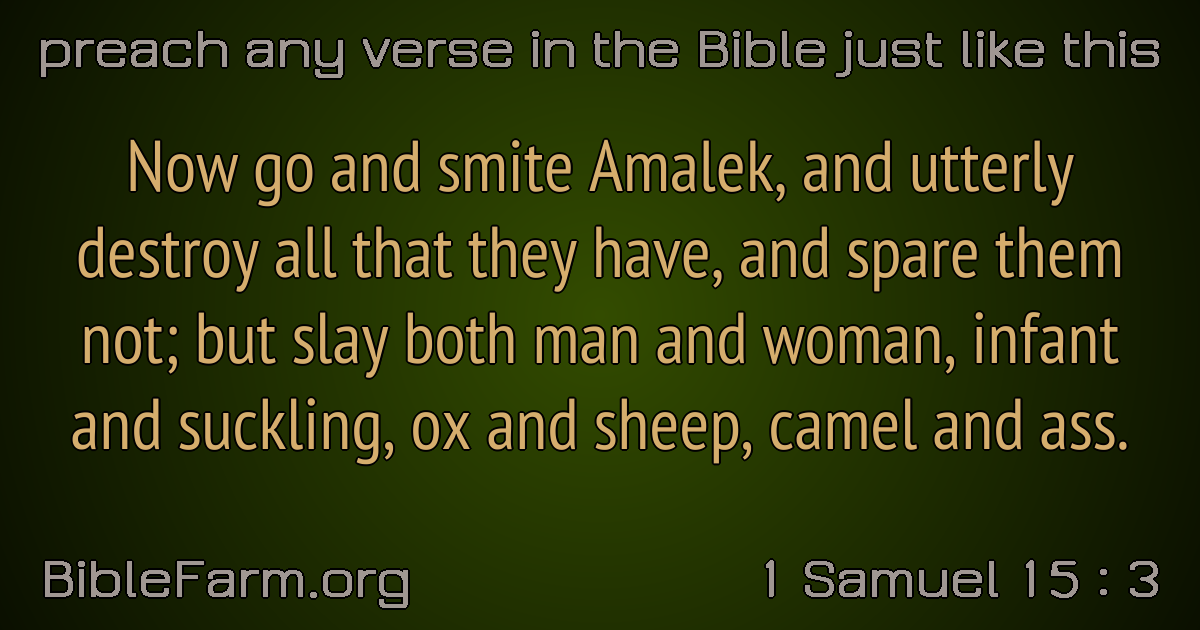 preach any verse in the Bible just like this
Now go and smite Amalek, and utterly
destroy all that they have, and spare them
not; but slay both man and woman, infant
and suckling, ox and sheep, camel and ass.
BibleFarm.org
1 Samuel 15 : 3